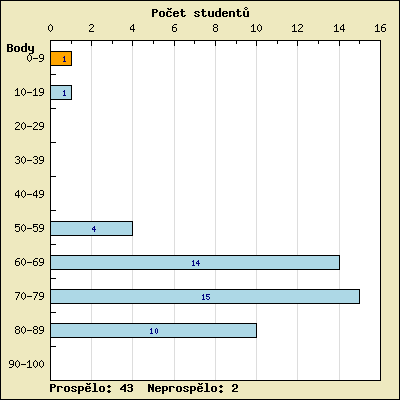 Počet studentů
0 2 4 6 8 10 12 14 16
Body
0-9 1
10-19 1
20-29
30-39
40-49
50-59 4
60-69 14
70-79 15
80-89 10
90-100
Prospělo: 43 Neprospělo: 2